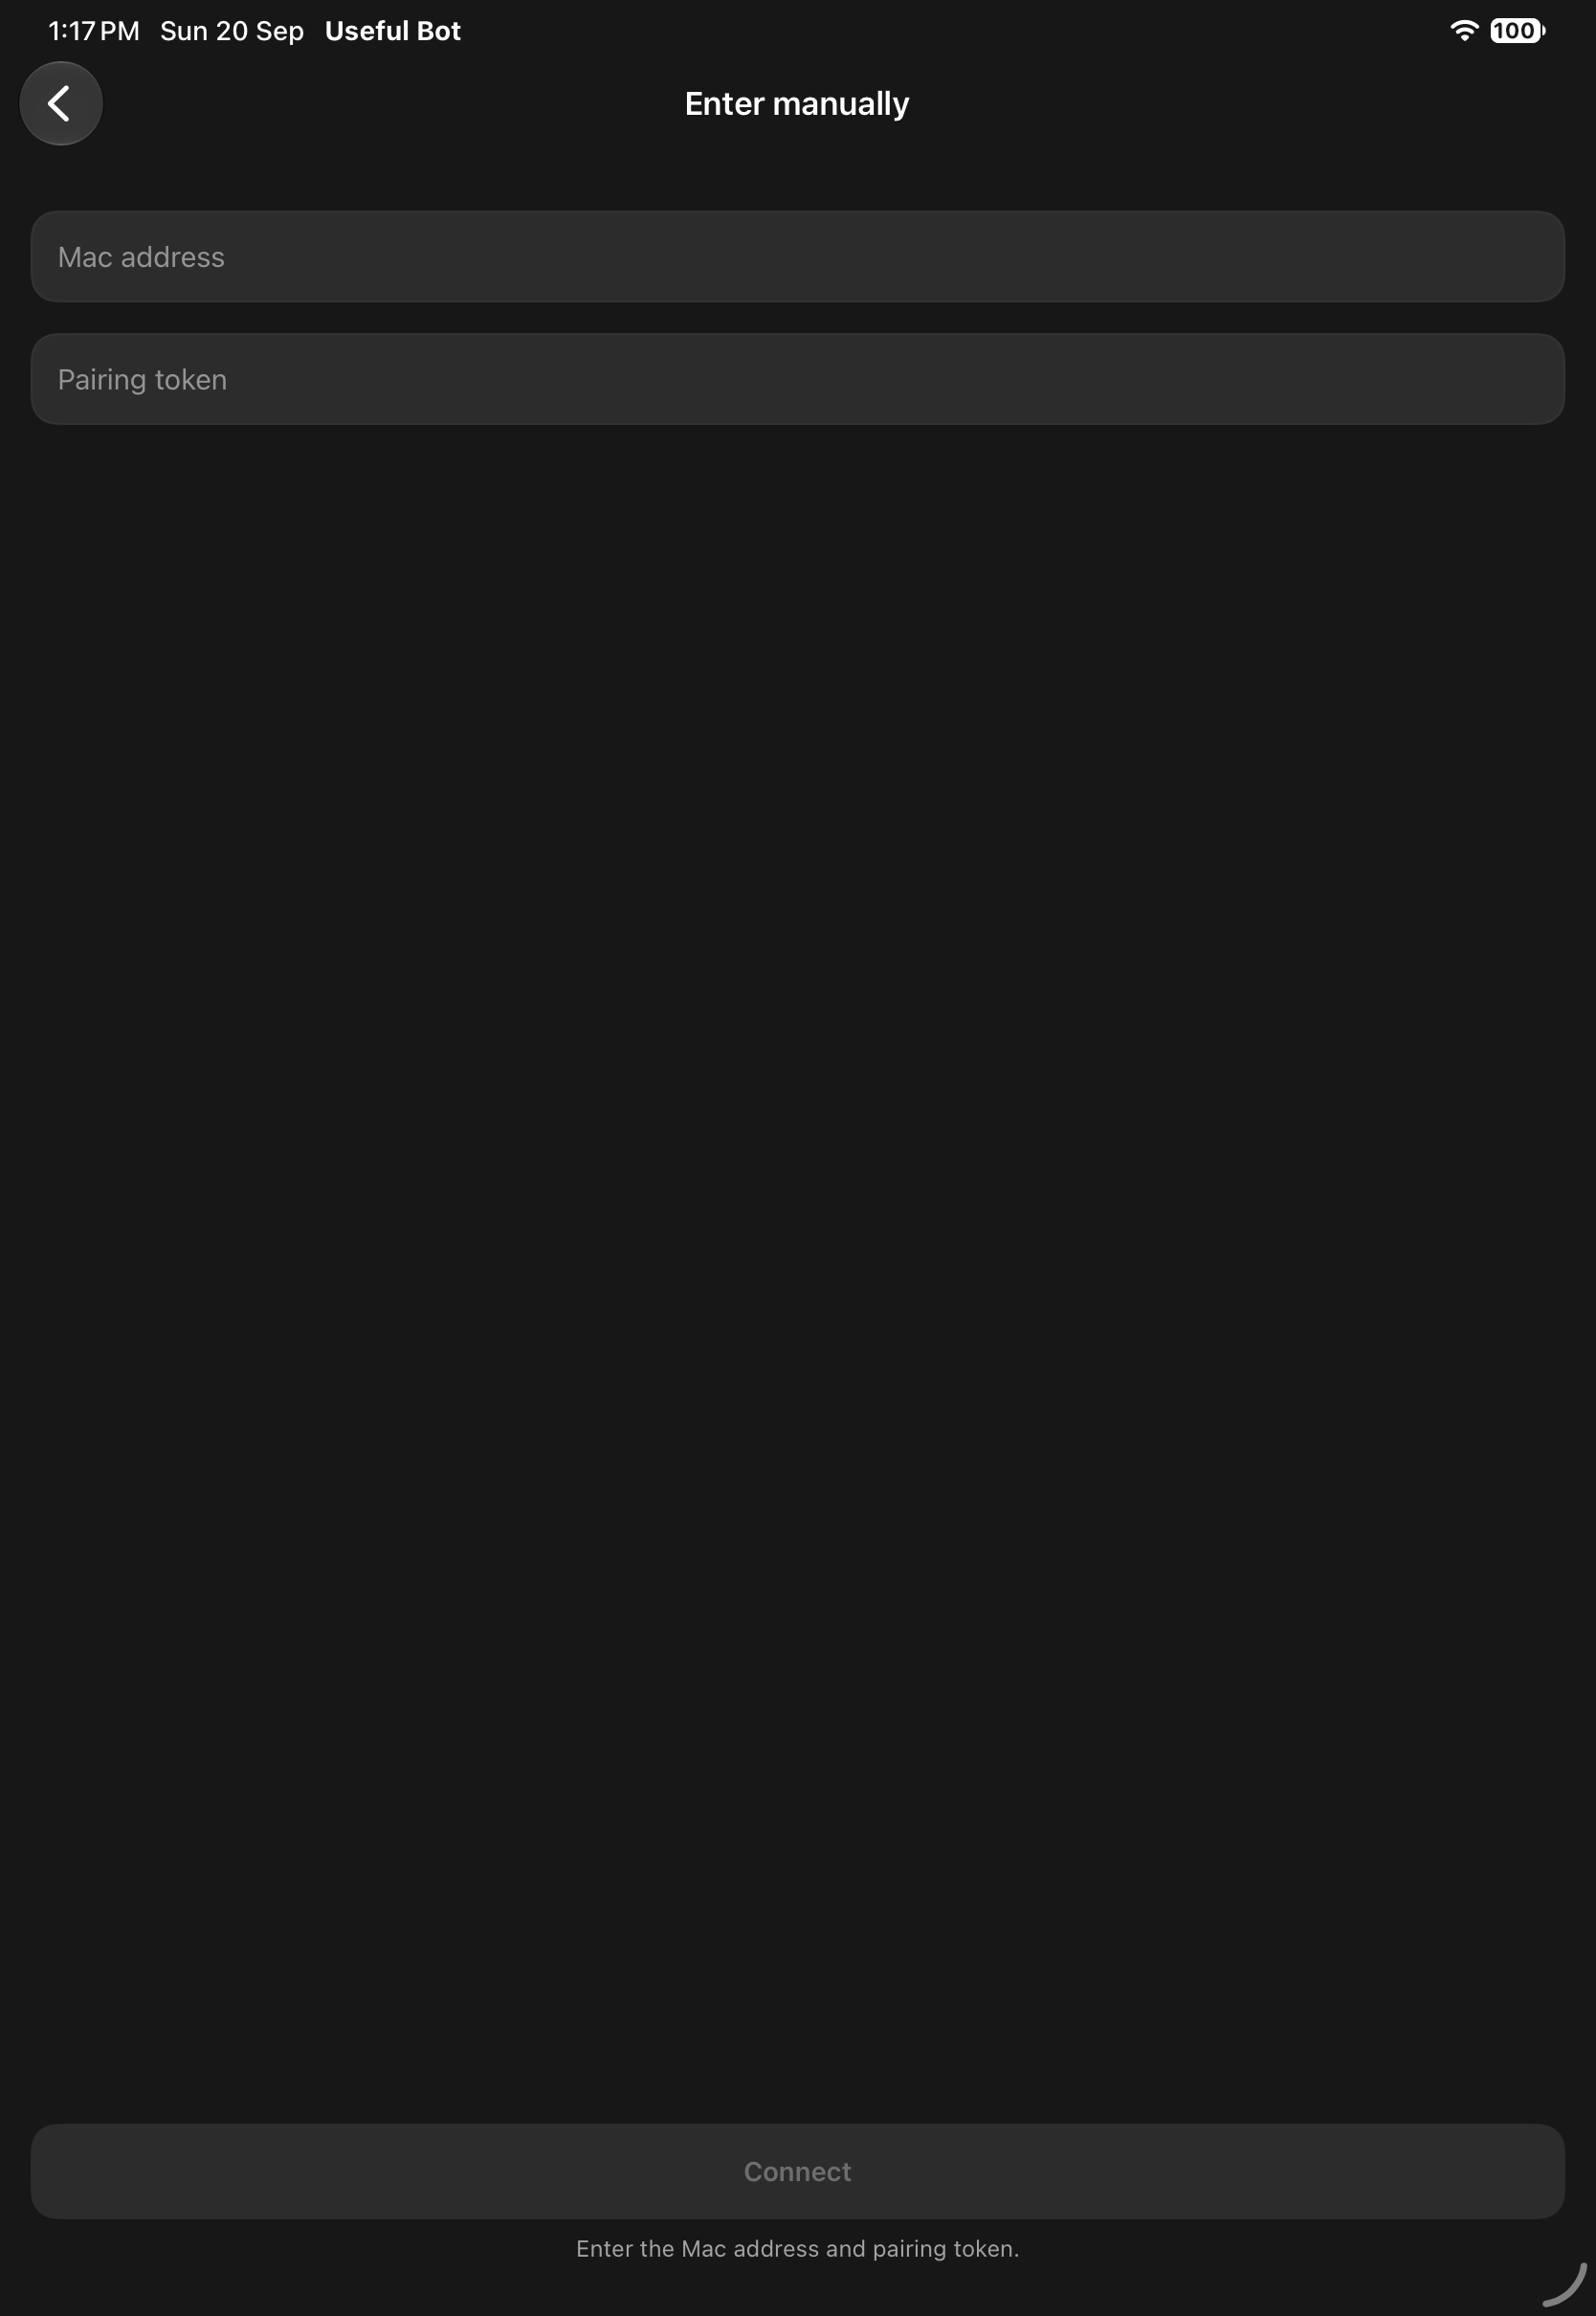 1:17 PM Sun 20 Sep Useful Bot 100
Enter manually
Mac address
Pairing token
Connect
Enter the Mac address and pairing token.